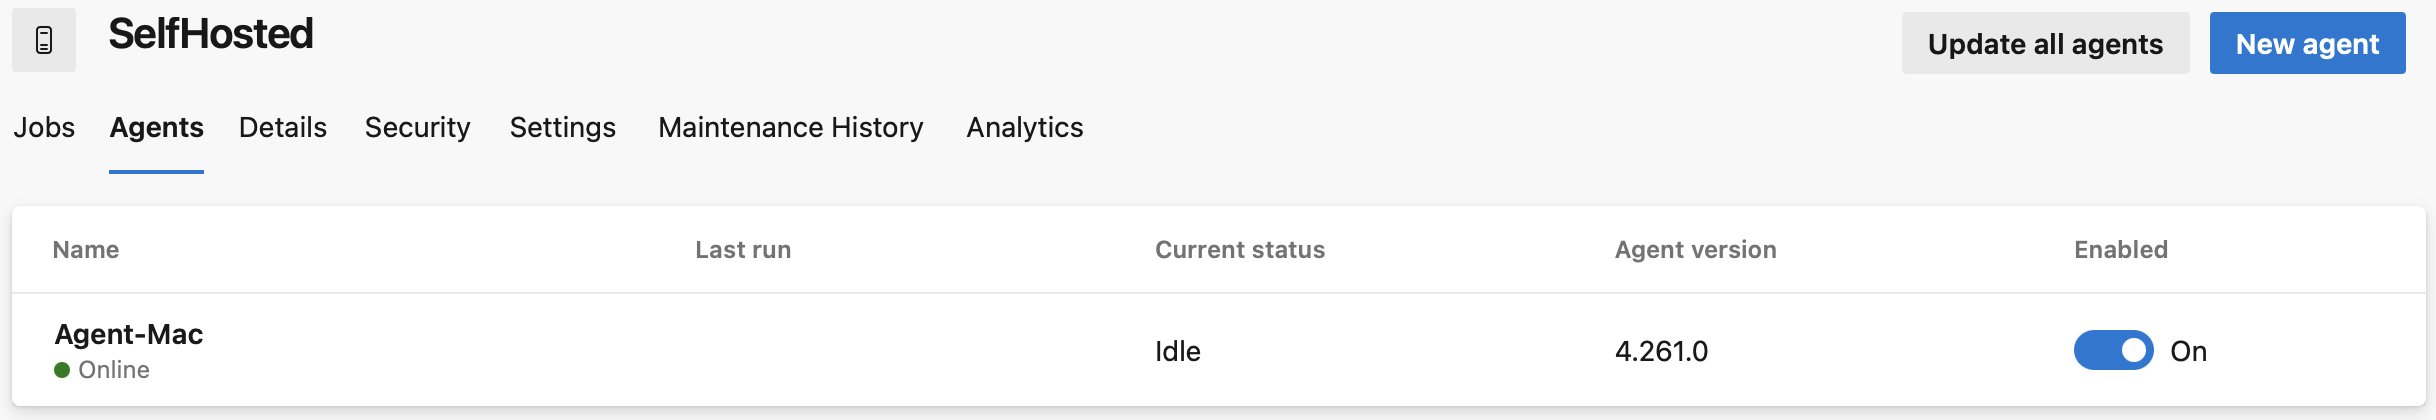 SelfHosted
Update all agents
New agent
Jobs Agents Details Security Settings Maintenance History Analytics
Name Last run Current status Agent version Enabled
Agent-Mac
Online
Idle 4.261.0 On